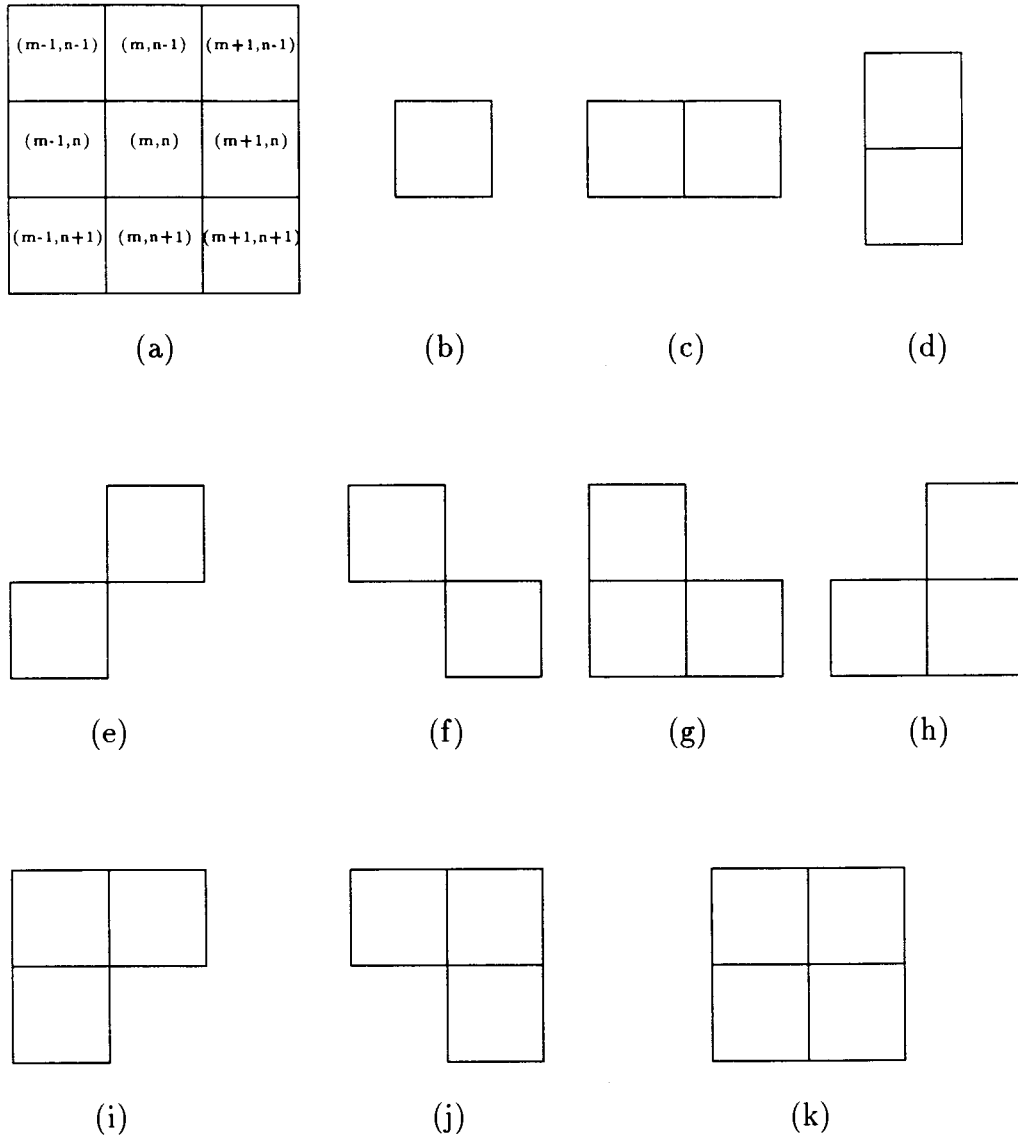 (m-1,n-1) (m,n-1) (m+1,n-1)
(m-1,n) (m,n) (m+1,n)
(m-1,n+1) (m,n+1) (m+1,n+1)
(a) (b) (c) (d)
(e) (f) (g) (h)
(i) (j) (k)